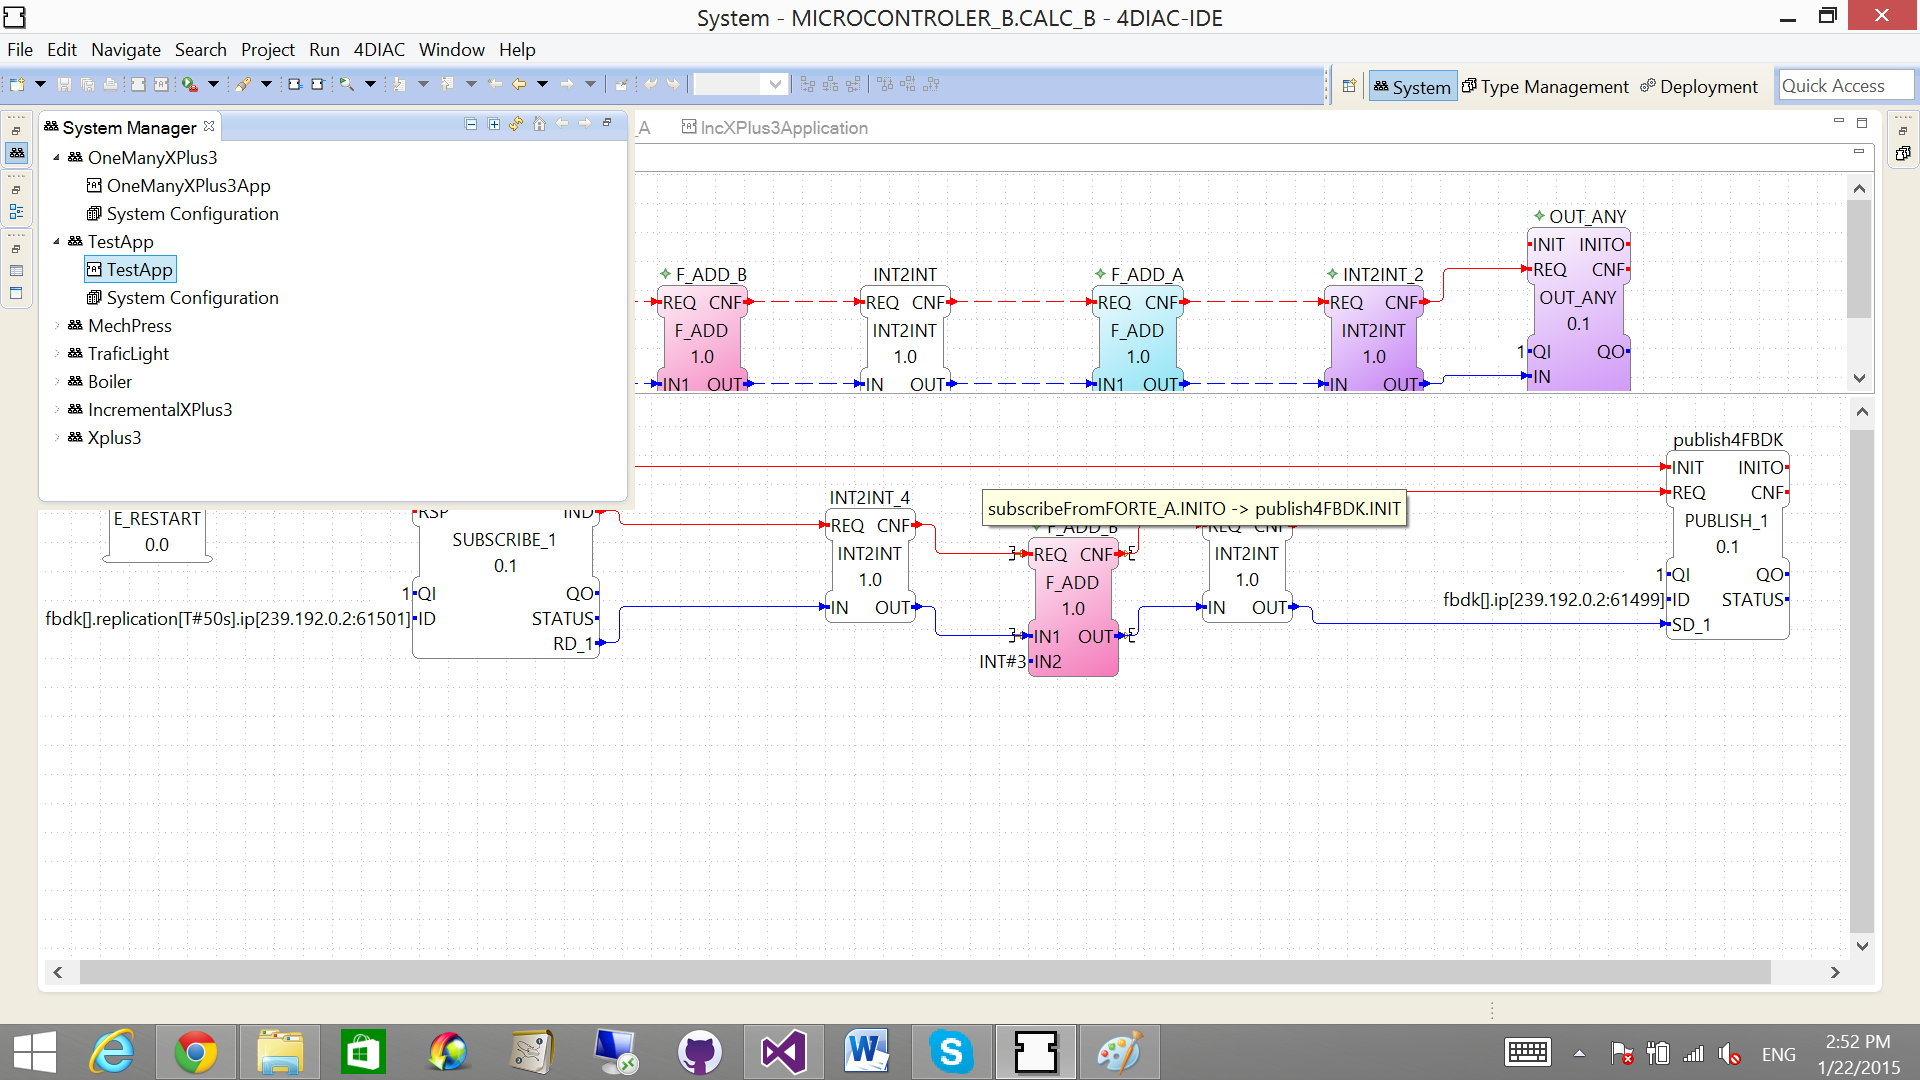 System - MICROCONTROLER_B.CALC_B - 4DIAC-IDE
File Edit Navigate Search Project Run 4DIAC Window Help
System Type Management Deployment Quick Access
System Manager
_A IncXPlus3Application
OneManyXPlus3
OneManyXPlus3App
System Configuration
TestApp
TestApp
System Configuration
MechPress
TraficLight
Boiler
IncrementalXPlus3
Xplus3
F_ADD_B
REQ CNF
F_ADD
1.0
IN1 OUT
INT2INT
REQ CNF
INT2INT
1.0
IN OUT
F_ADD_A
REQ CNF
F_ADD
1.0
IN1 OUT
INT2INT_2
REQ CNF
INT2INT
1.0
IN OUT
OUT_ANY
INIT INITO
REQ CNF
OUT_ANY
0.1
1 QI QO
IN
E_RESTART
0.0
RSP IND
SUBSCRIBE_1
0.1
1 QI QO
fbdk[].replication[T#50s].ip[239.192.0.2:61501] ID STATUS
RD_1
INT2INT_4
REQ CNF
INT2INT
1.0
IN OUT
subscribeFromFORTE_A.INITO -> publish4FBDK.INIT
F_ADD_B
REQ CNF
F_ADD
1.0
IN1 OUT
INT#3 IN2
REQ CNF
INT2INT
1.0
IN OUT
publish4FBDK
INIT INITO
REQ CNF
PUBLISH_1
0.1
1 QI QO
fbdk[].ip[239.192.0.2:61499] ID STATUS
SD_1
ENG
2:52 PM
1/22/2015